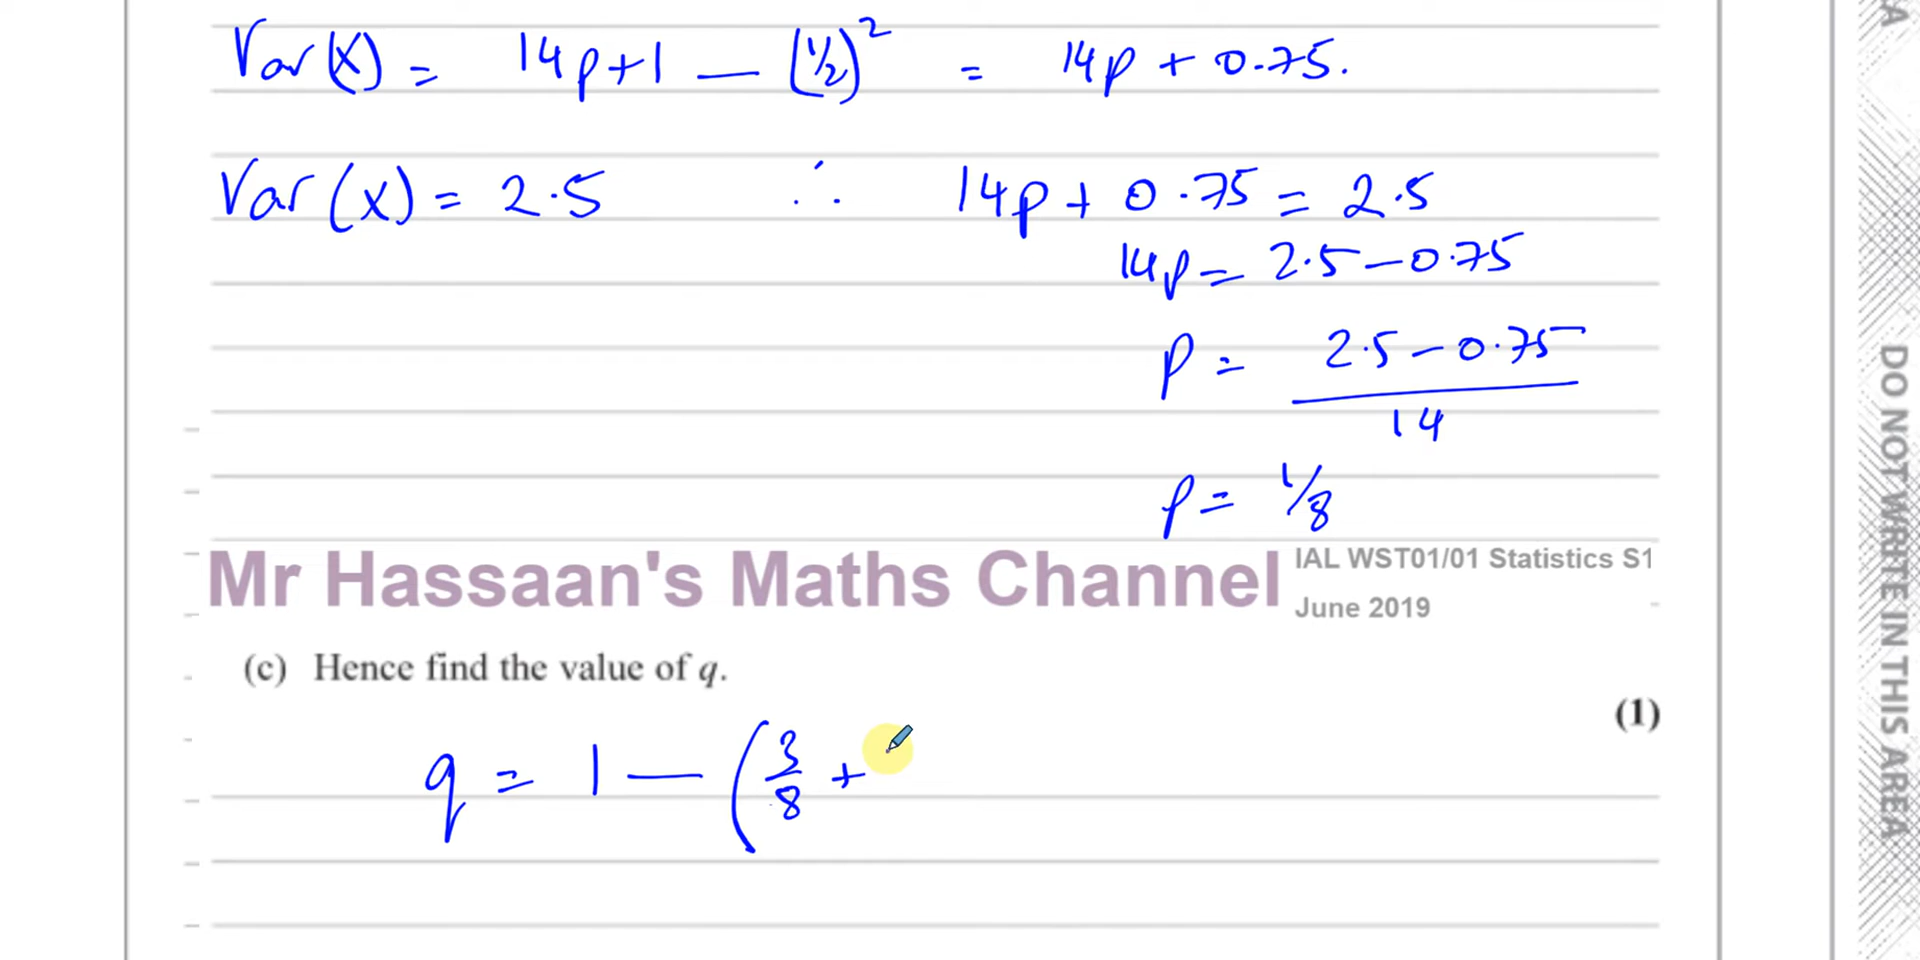 Var(X) = 14p+1 — (1/2)² = 14p + 0.75.
Var(x) = 2.5 ∴ 14p + 0.75 = 2.5
14p = 2.5 − 0.75
p = 2.5 − 0.75 / 14
p = 1/8
Mr Hassaan's Maths Channel
IAL WST01/01 Statistics S1
June 2019
(c) Hence find the value of q.
(1)
q = 1 — (3/8 +
A
DO NOT WRITE IN THIS AREA